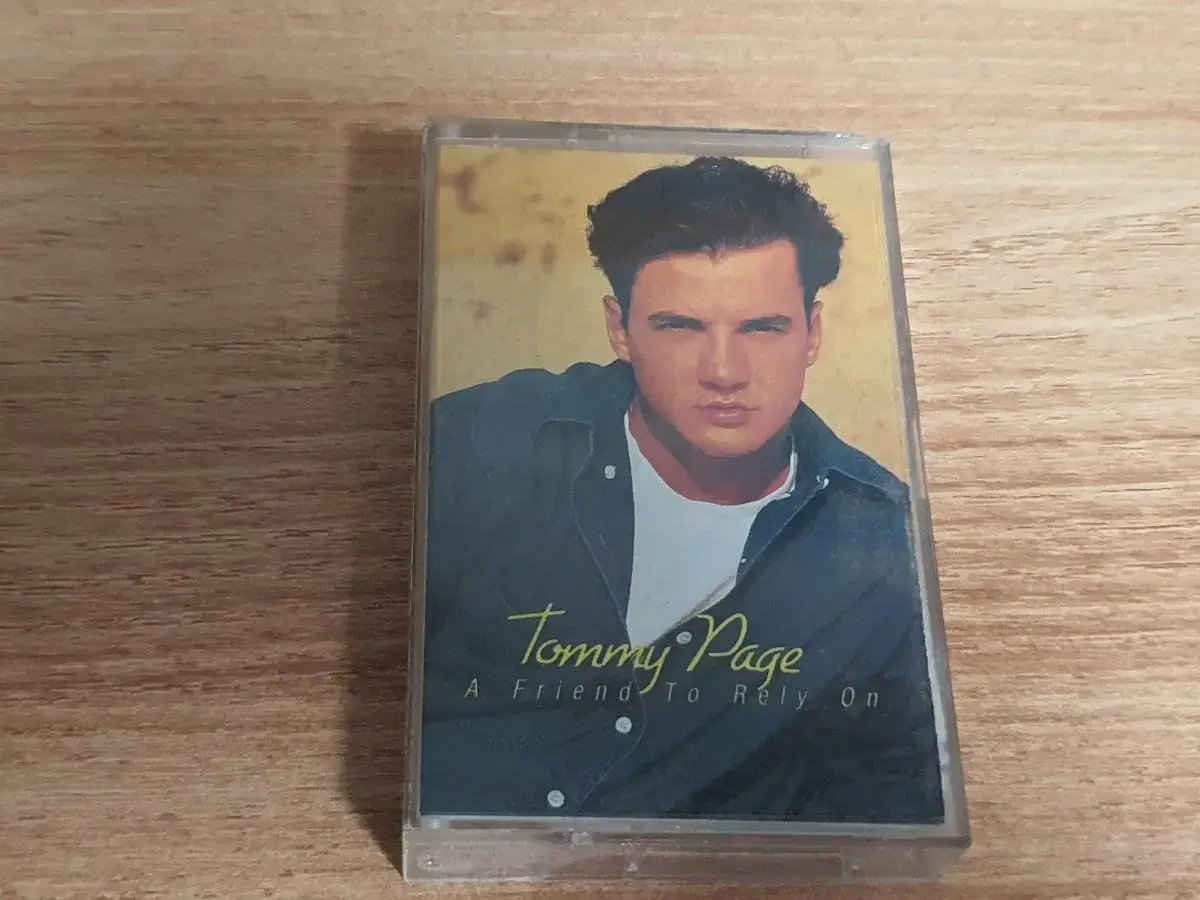 Tommy Page
A Friend To Rely On